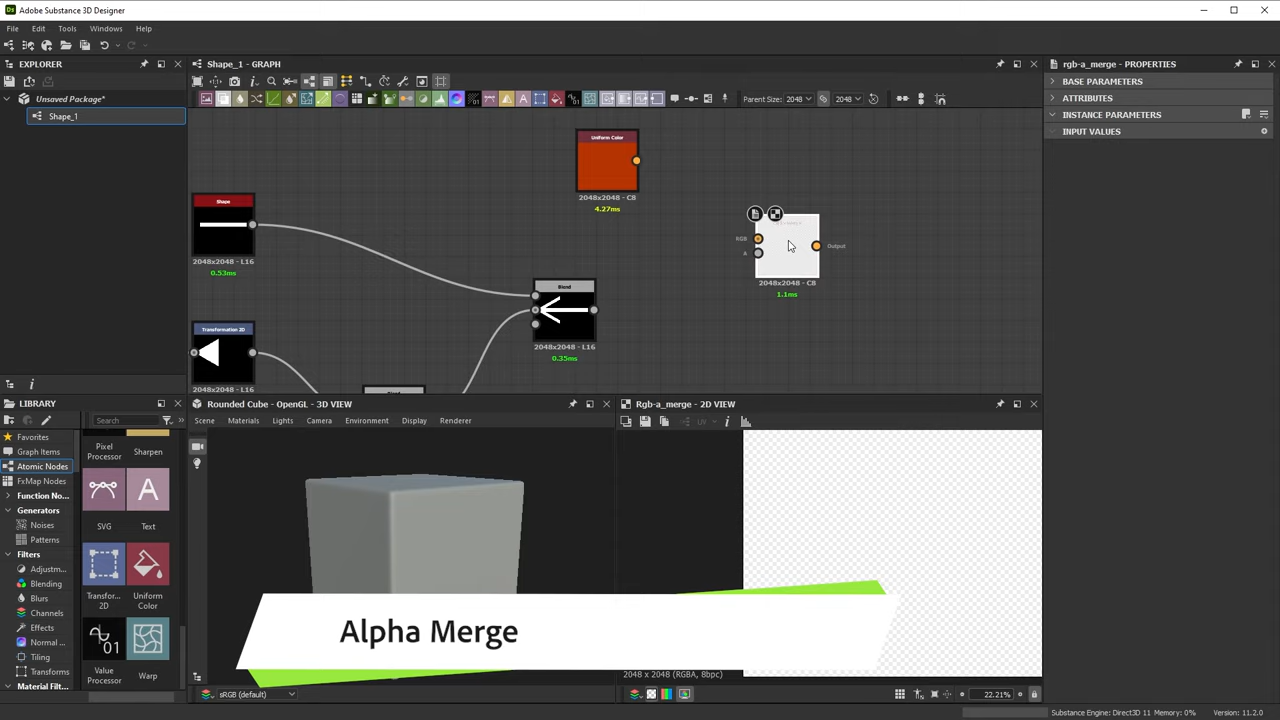 Adobe Substance 3D Designer
File Edit Tools Windows Help
EXPLORER
Unsaved Package*
Shape_1
Shape_1 - GRAPH
Parent Size: 2048 2048
Uniform Color
2048x2048 - C8
4.27ms
Shape
2048x2048 - L16
0.53ms
Transformation 2D
2048x2048 - L16
Blend
2048x2048 - L16
0.35ms
RGB
A
Output
2048x2048 - C8
1.1ms
rgb-a_merge - PROPERTIES
BASE PARAMETERS
ATTRIBUTES
INSTANCE PARAMETERS
INPUT VALUES
LIBRARY
Search
Favorites
Graph Items
Atomic Nodes
FxMap Nodes
Function No...
Generators
Noises
Patterns
Filters
Adjustm...
Blending
Blurs
Channels
Effects
Normal ...
Tiling
Transforms
Material Filt...
Pixel Processor
Sharpen
SVG
Text
Transfor... 2D
Uniform Color
Value Processor
Warp
Rounded Cube - OpenGL - 3D VIEW
Scene Materials Lights Camera Environment Display Renderer
sRGB (default)
Rgb-a_merge - 2D VIEW
UV
2048 x 2048 (RGBA, 8bpc)
22.21%
Alpha Merge
Substance Engine: Direct3D 11 Memory: 0% Version: 11.2.0